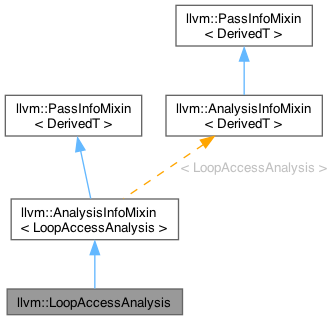 llvm::PassInfoMixin
< DerivedT >
llvm::PassInfoMixin
< DerivedT >
llvm::AnalysisInfoMixin
< DerivedT >
< LoopAccessAnalysis >
llvm::AnalysisInfoMixin
< LoopAccessAnalysis >
llvm::LoopAccessAnalysis